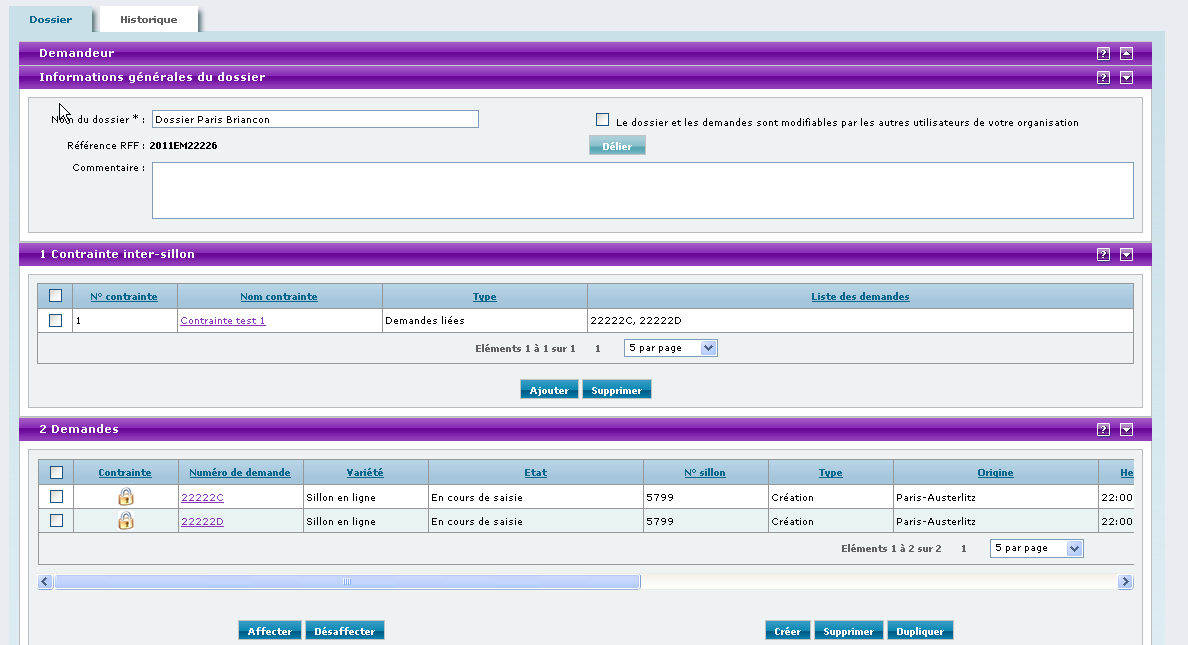 Dossier Historique
Demandeur ?
Informations générales du dossier ?
Nom du dossier * : Dossier Paris Briancon Le dossier et les demandes sont modifiables par les autres utilisateurs de votre organisation
Référence RFF : 2011EM22226 Délier
Commentaire :
1 Contrainte inter-sillon ?
N° contrainte Nom contrainte Type Liste des demandes
1 Contrainte test 1 Demandes liées 22222C, 22222D
Eléments 1 à 1 sur 1 1 5 par page
Ajouter Supprimer
2 Demandes ?
Contrainte Numéro de demande Variété Etat N° sillon Type Origine He
22222C Sillon en ligne En cours de saisie 5799 Création Paris-Austerlitz 22:00
22222D Sillon en ligne En cours de saisie 5799 Création Paris-Austerlitz 22:00
Eléments 1 à 2 sur 2 1 5 par page
Affecter Désaffecter Créer Supprimer Dupliquer